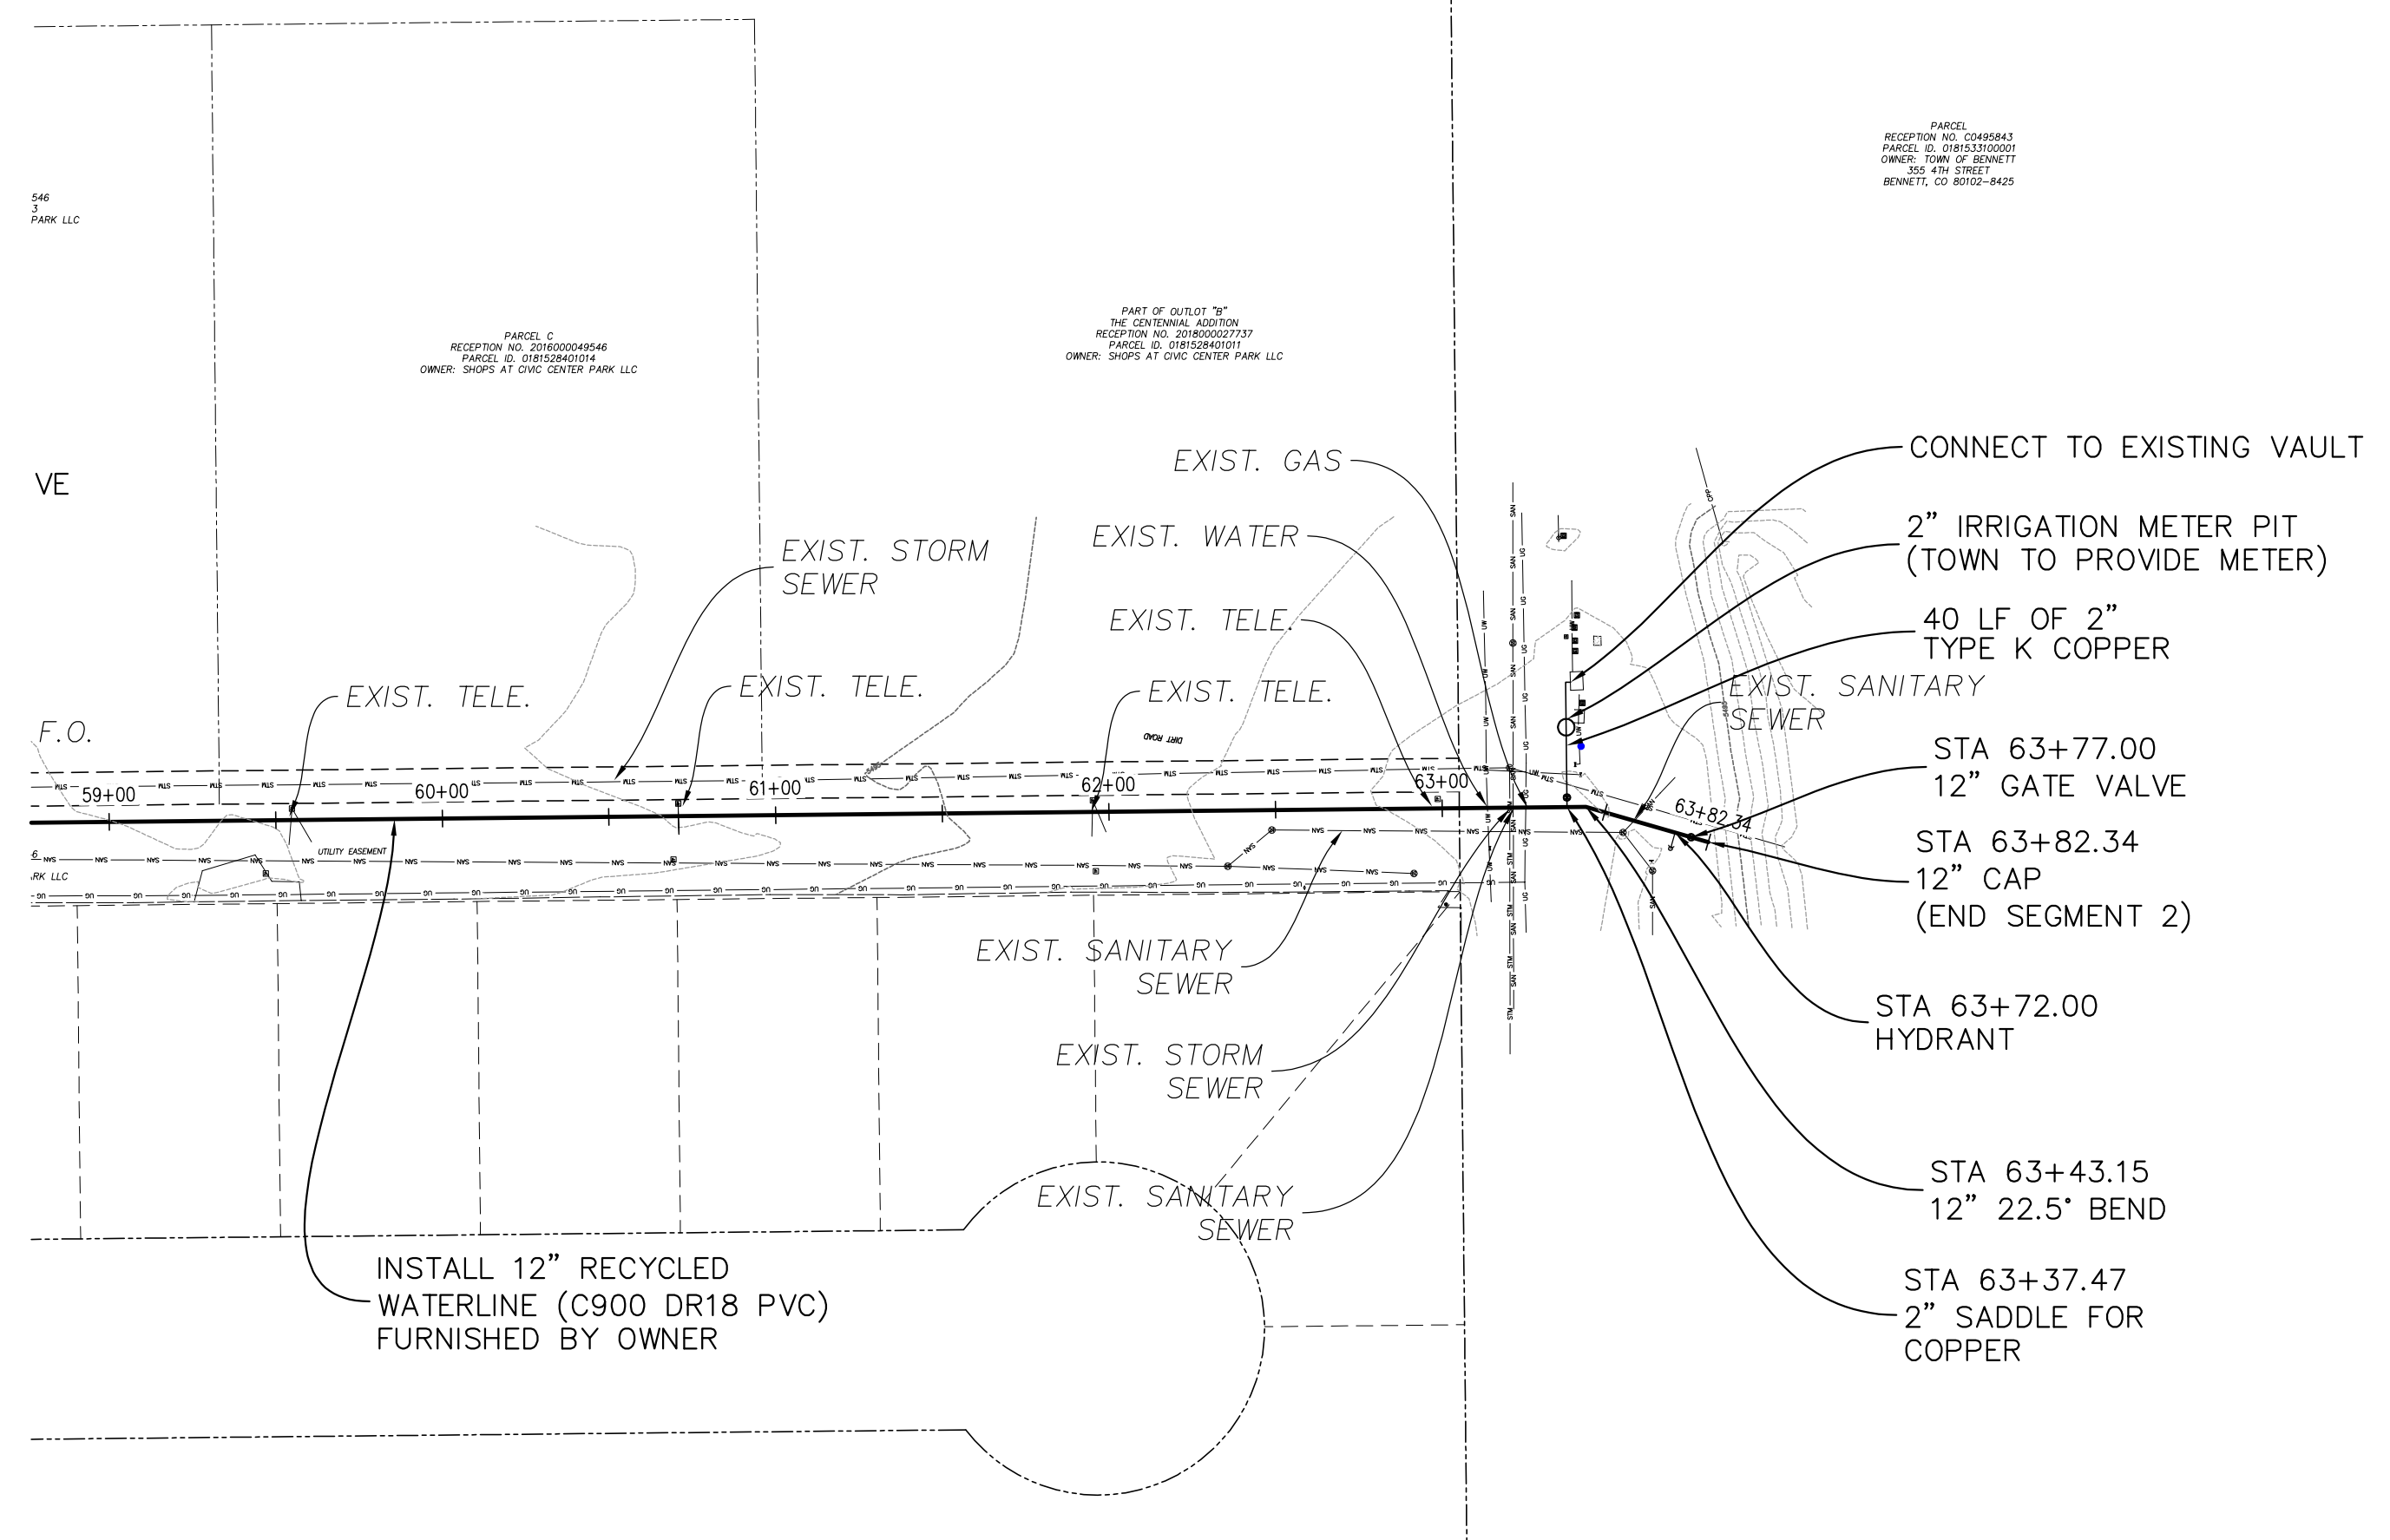 PARCEL
RECEPTION NO. C0495843
PARCEL ID. 0181533100001
OWNER: TOWN OF BENNETT
355 4TH STREET
BENNETT, CO 80102-8425
546
3
PARK LLC
PARCEL C
RECEPTION NO. 2016000049546
PARCEL ID. 0181528401014
OWNER: SHOPS AT CIVIC CENTER PARK LLC
PART OF OUTLOT "B"
THE CENTENNIAL ADDITION
RECEPTION NO. 2018000027737
PARCEL ID. 0181528401011
OWNER: SHOPS AT CIVIC CENTER PARK LLC
VE
EXIST. GAS
EXIST. WATER
EXIST. TELE.
EXIST. STORM
SEWER
EXIST. TELE.
EXIST. TELE.
EXIST. TELE.
F.O.
DIRT ROAD
CONNECT TO EXISTING VAULT
2" IRRIGATION METER PIT
(TOWN TO PROVIDE METER)
40 LF OF 2"
TYPE K COPPER
EXIST. SANITARY
SEWER
STA 63+77.00
12" GATE VALVE
STA 63+82.34
12" CAP
(END SEGMENT 2)
59+00
60+00
61+00
62+00
63+00
63+82.34
UTILITY EASEMENT
6
RK LLC
EXIST. SANITARY
SEWER
STA 63+72.00
HYDRANT
EXIST. STORM
SEWER
EXIST. SANITARY
SEWER
STA 63+43.15
12" 22.5° BEND
STA 63+37.47
2" SADDLE FOR
COPPER
INSTALL 12" RECYCLED
WATERLINE (C900 DR18 PVC)
FURNISHED BY OWNER